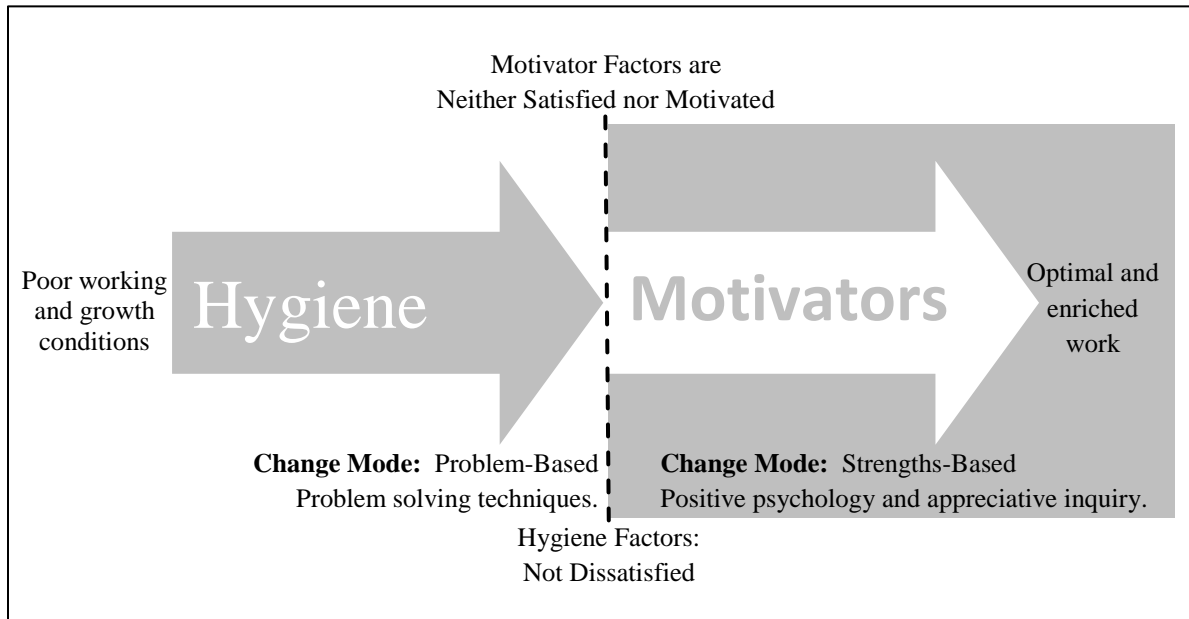 Motivator Factors are
Neither Satisfied nor Motivated
Poor working
and growth
conditions
Hygiene
Motivators
Optimal and
enriched
work
Change Mode: Problem-Based
Problem solving techniques.
Change Mode: Strengths-Based
Positive psychology and appreciative inquiry.
Hygiene Factors:
Not Dissatisfied